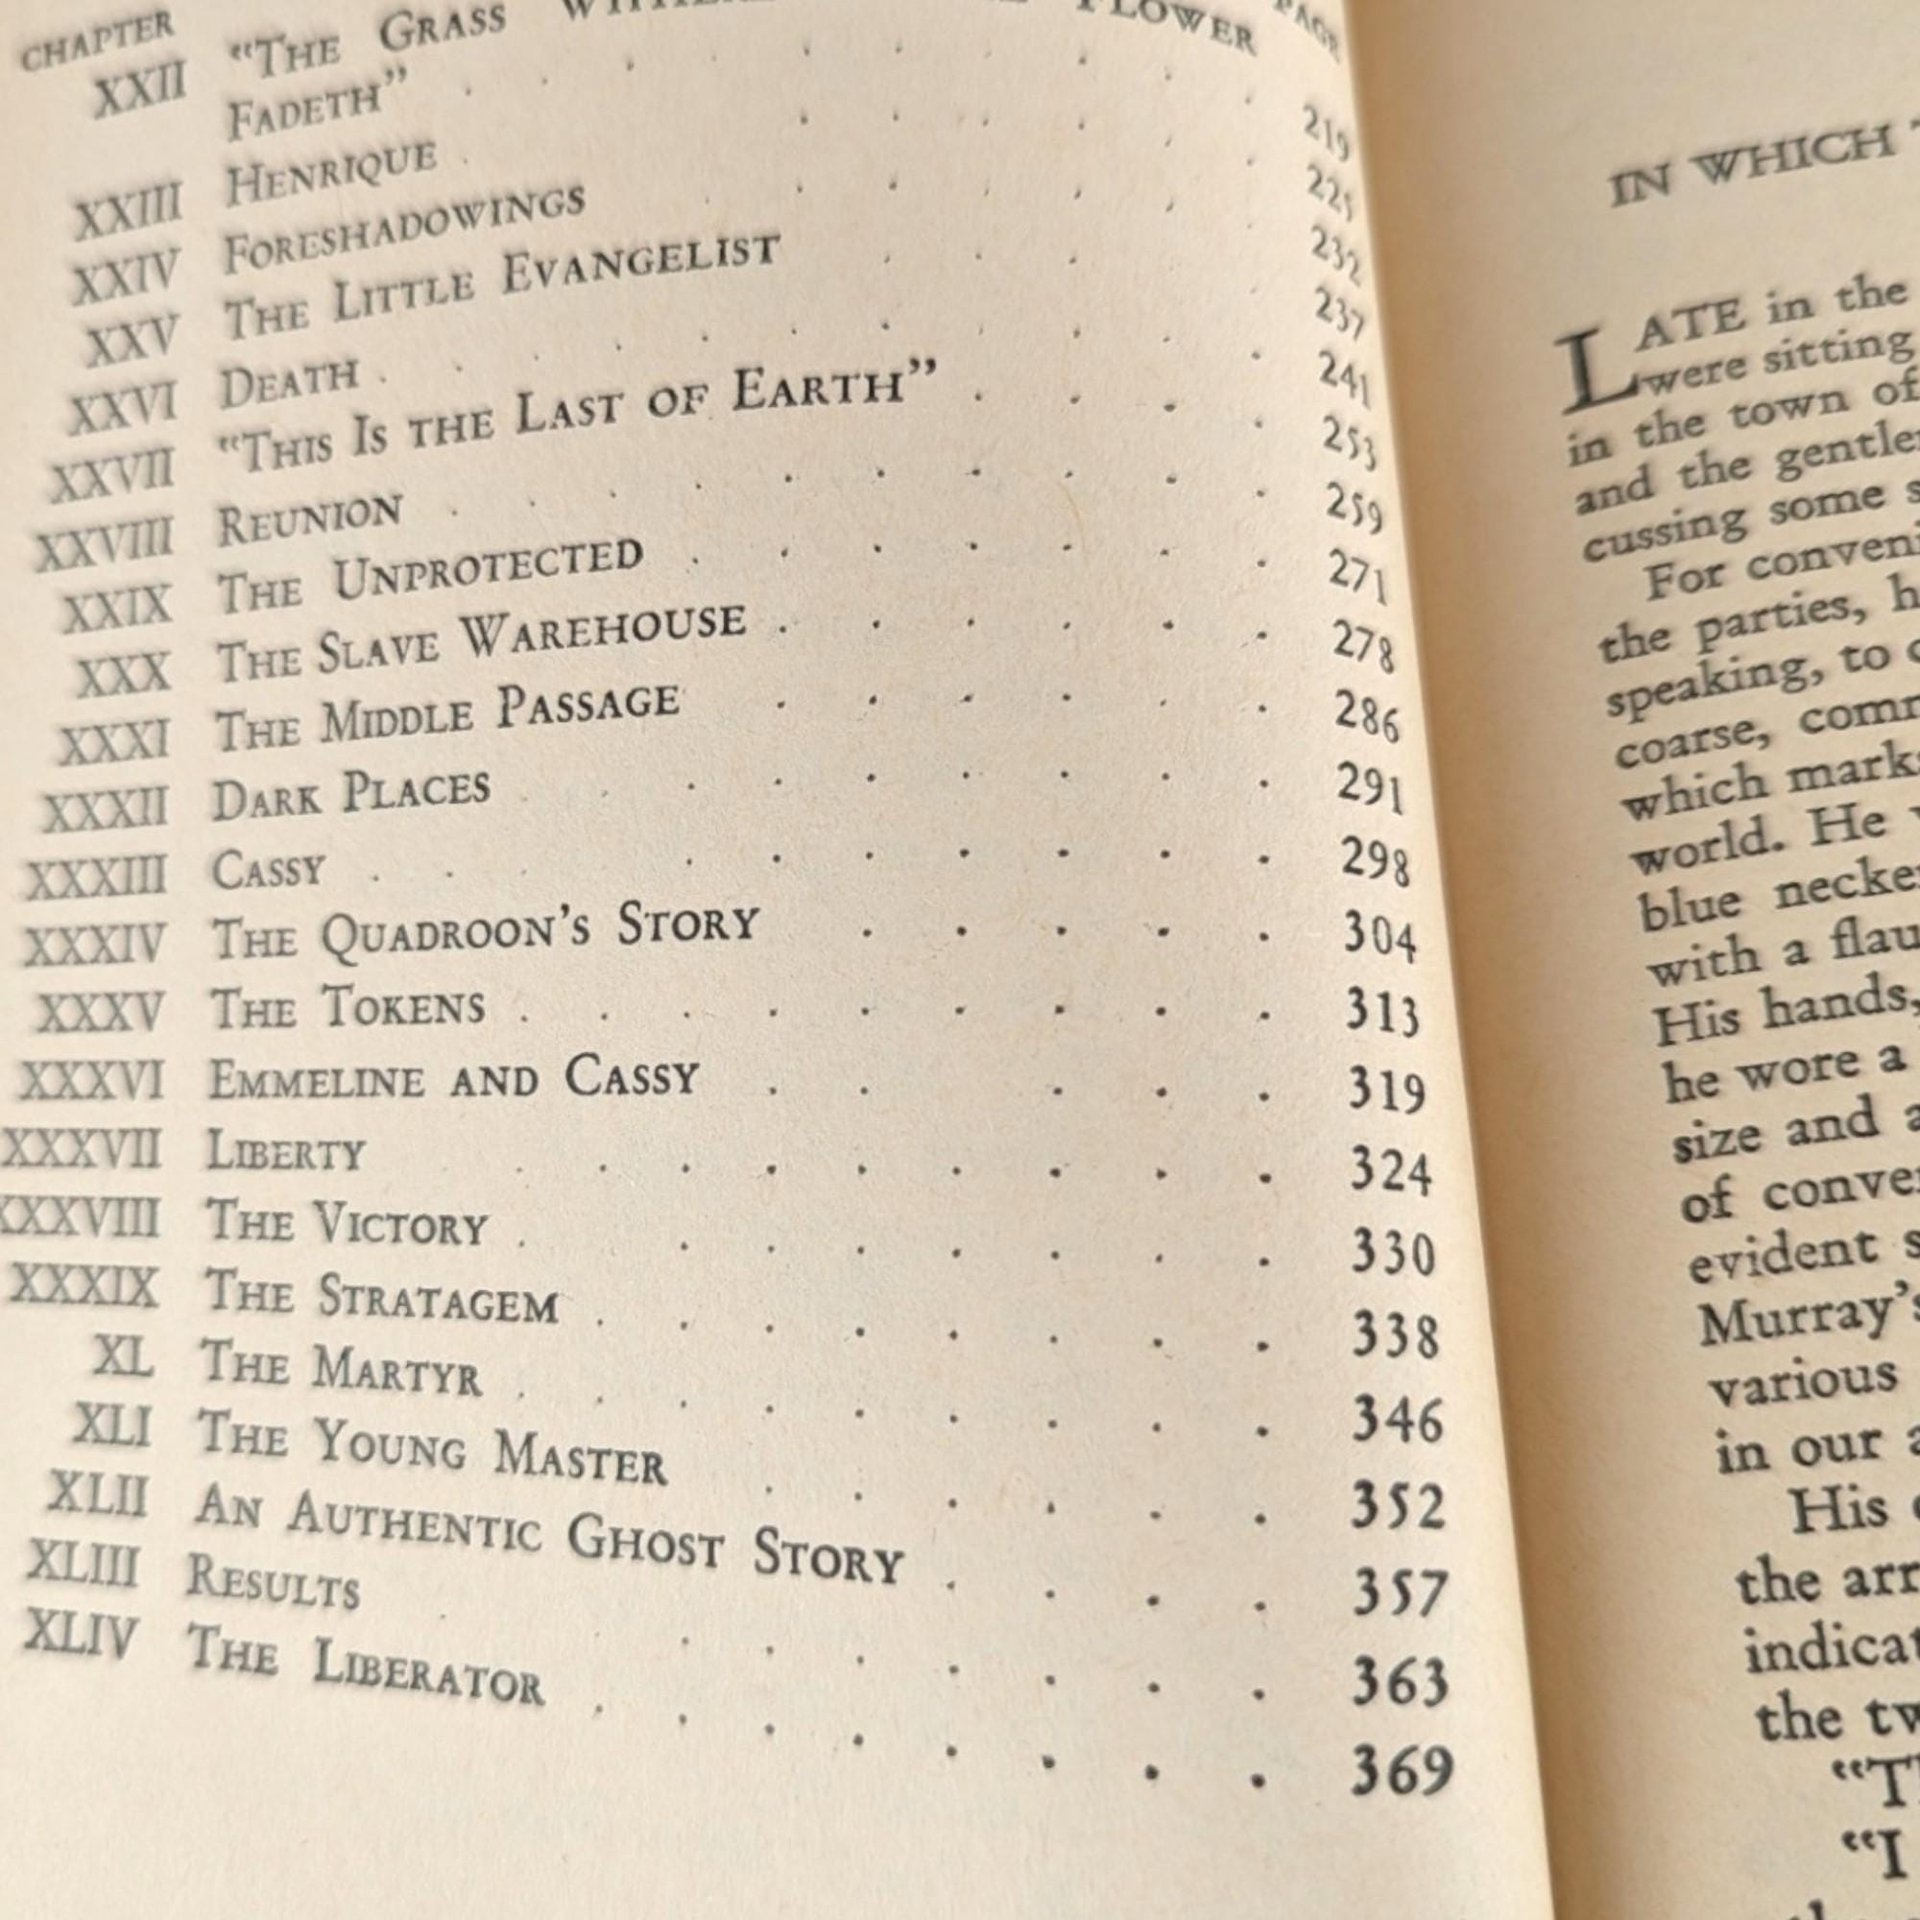 CHAPTER PAGE
XXII "THE GRASS FLOWER
FADETH" 219
XXIII HENRIQUE 225
XXIV FORESHADOWINGS 232
XXV THE LITTLE EVANGELIST 237
XXVI DEATH 241
XXVII "THIS IS THE LAST OF EARTH" 253
XXVIII REUNION 259
XXIX THE UNPROTECTED 271
XXX THE SLAVE WAREHOUSE 278
XXXI THE MIDDLE PASSAGE 286
XXXII DARK PLACES 291
XXXIII CASSY 298
XXXIV THE QUADROON'S STORY 304
XXXV THE TOKENS 313
XXXVI EMMELINE AND CASSY 319
XXXVII LIBERTY 324
XXXVIII THE VICTORY 330
XXXIX THE STRATAGEM 338
XL THE MARTYR 346
XLI THE YOUNG MASTER 352
XLII AN AUTHENTIC GHOST STORY 357
XLIII RESULTS 363
XLIV THE LIBERATOR 369
IN WHICH
LATE in the
were sitting
in the town of
and the
cussing some
For
the parties,
speaking, to
coarse,
which
world. He
blue
with a
His hands,
he wore a
size and
of
evident
Murray's
various
in our
His
the
the
"I